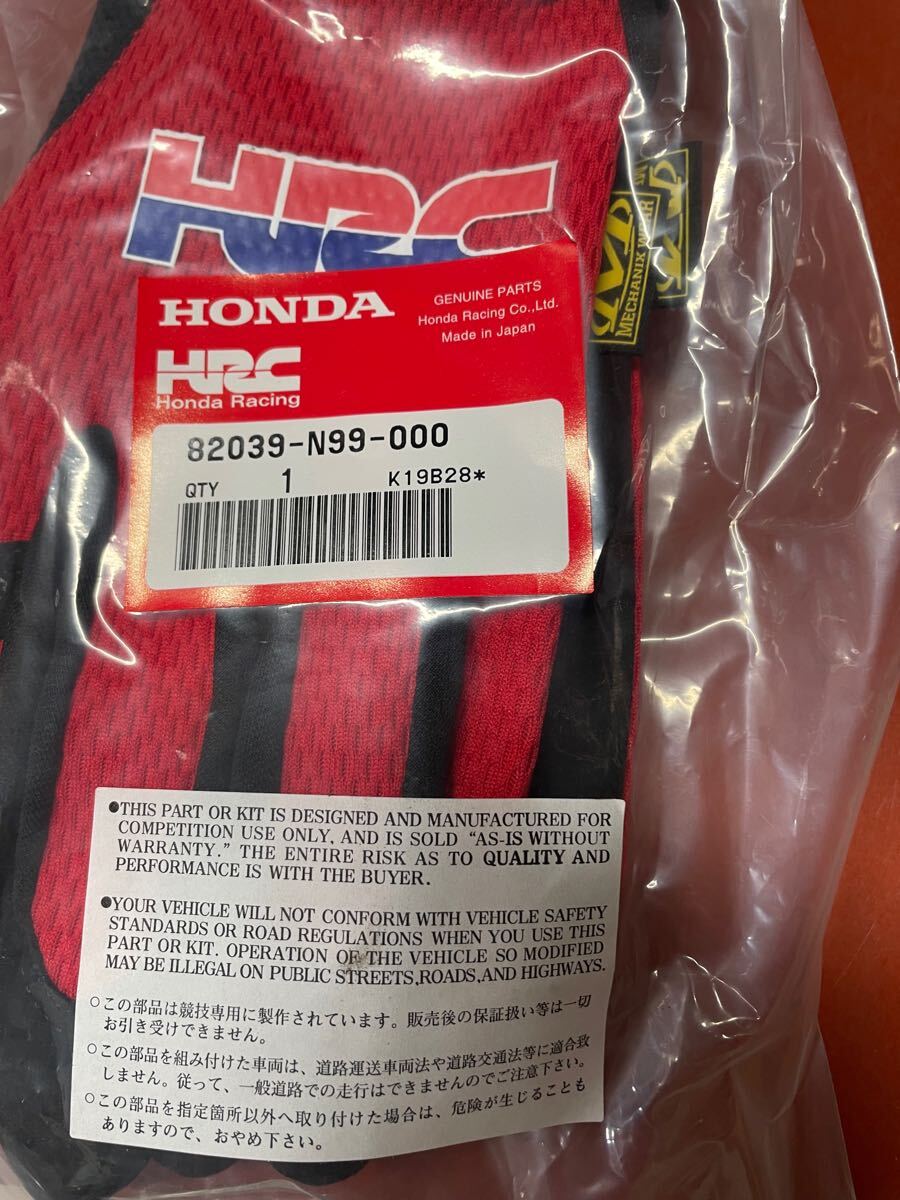 HRC
HONDA
GENUINE PARTS
Honda Racing Co.,Ltd.
Made in Japan
HRC
Honda Racing
82039-N99-000
QTY 1 K19B28*
MECHANIX WEAR
●THIS PART OR KIT IS DESIGNED AND MANUFACTURED FOR
COMPETITION USE ONLY, AND IS SOLD “AS-IS WITHOUT
WARRANTY.” THE ENTIRE RISK AS TO QUALITY AND
PERFORMANCE IS WITH THE BUYER.
●YOUR VEHICLE WILL NOT CONFORM WITH VEHICLE SAFETY
STANDARDS OR ROAD REGULATIONS WHEN YOU USE THIS
PART OR KIT. OPERATION OF THE VEHICLE SO MODIFIED
MAY BE ILLEGAL ON PUBLIC STREETS,ROADS,AND HIGHWAYS.
○この部品は競技専用に製作されています。販売後の保証扱い等は一切
お引き受けできません。
○この部品を組み付けた車両は、道路運送車両法や道路交通法等に適合致
しません。従って、一般道路での走行はできませんのでご注意下さい。
○この部品を指定箇所以外へ取り付けた場合は、危険が生じることも
ありますので、おやめ下さい。